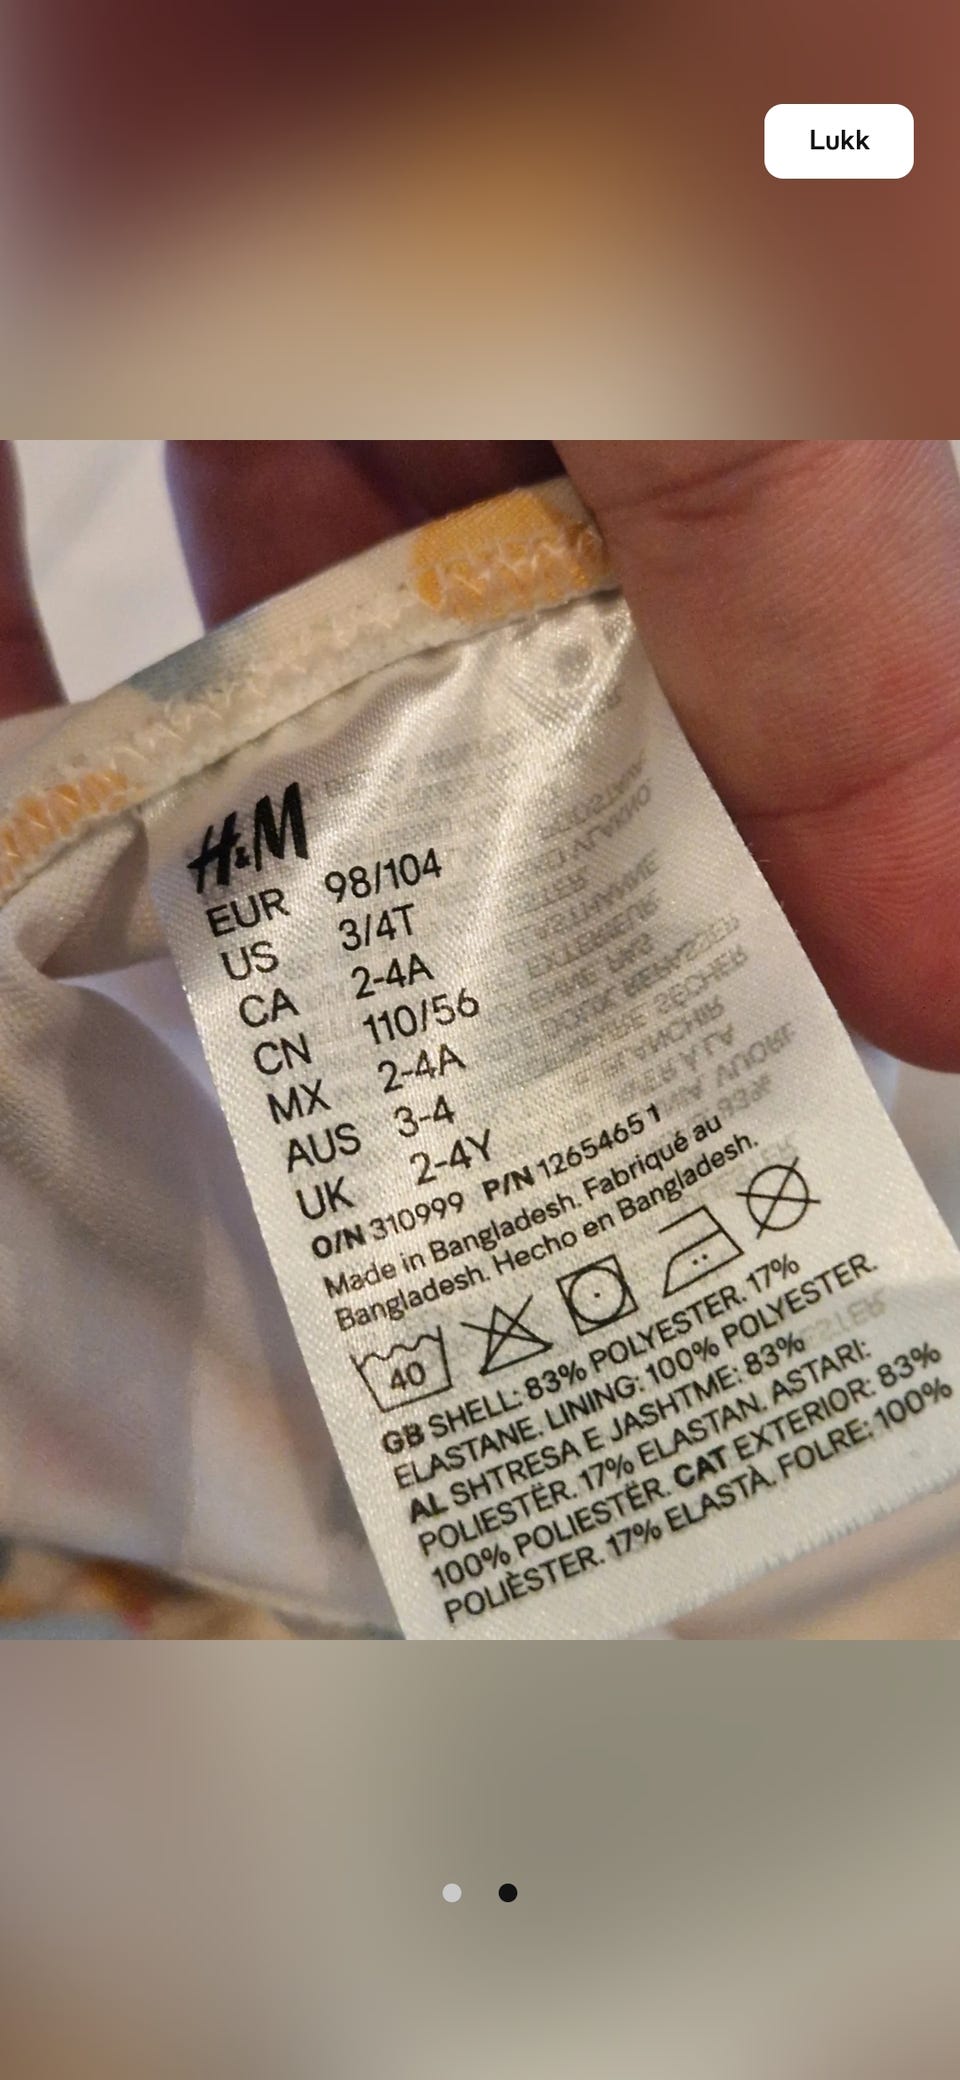 Lukk
H&M
EUR 98/104
US 3/4T
CA 2-4A
CN 110/56
MX 2-4A
AUS 3-4
UK 2-4Y
O/N 310999 P/N 12654651
Made in Bangladesh. Fabriqué au
Bangladesh. Hecho en Bangladesh.
40
GB SHELL: 83% POLYESTER. 17%
ELASTANE. LINING: 100% POLYESTER.
AL SHTRESA E JASHTME: 83%
POLIESTËR. 17% ELASTAN. ASTARI:
100% POLIESTËR. CAT EXTERIOR: 83%
POLIÈSTER. 17% ELASTÀ. FOLRE: 100%